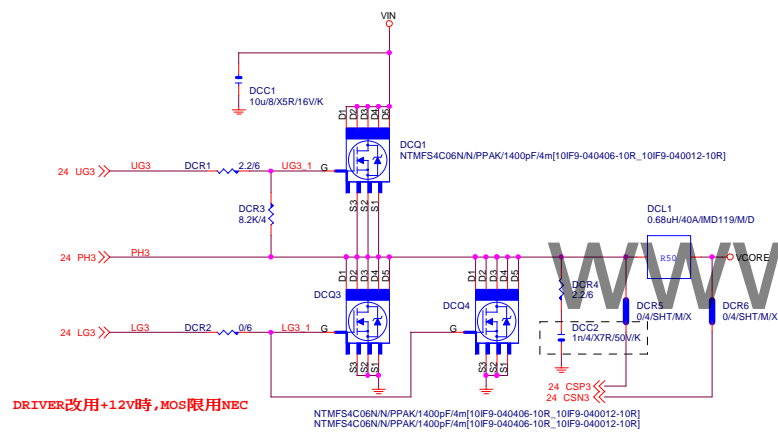 VIN
DCC1
10u/8/X5R/16V/K
D1 D2 D3 D4 D5
DCQ1
NTMFS4C06N/N/PPAK/1400pF/4m[10IF9-040406-10R_10IF9-040012-10R]
24 UG3 UG3 DCR1 2.2/6 UG3_1 G
S3 S2 S1
DCR3
8.2K/4
DCL1
0.68uH/40A/IMD119/M/D
24 PH3 PH3
R50
VCORE
WWW
D1 D2 D3 D4 D5
D1 D2 D3 D4 D5
DCR4
2.2/6
DCQ3
DCQ4
DCR5
0/4/SHT/M/X
DCR6
0/4/SHT/M/X
24 LG3 LG3 DCR2 0/6 LG3_1 G
G
DCC2
1n/4/X7R/50V/K
S3 S2 S1
S3 S2 S1
24 CSP3
24 CSN3
DRIVER改用+12V時,MOS限用NEC
NTMFS4C06N/N/PPAK/1400pF/4m[10IF9-040406-10R_10IF9-040012-10R]
NTMFS4C06N/N/PPAK/1400pF/4m[10IF9-040406-10R_10IF9-040012-10R]